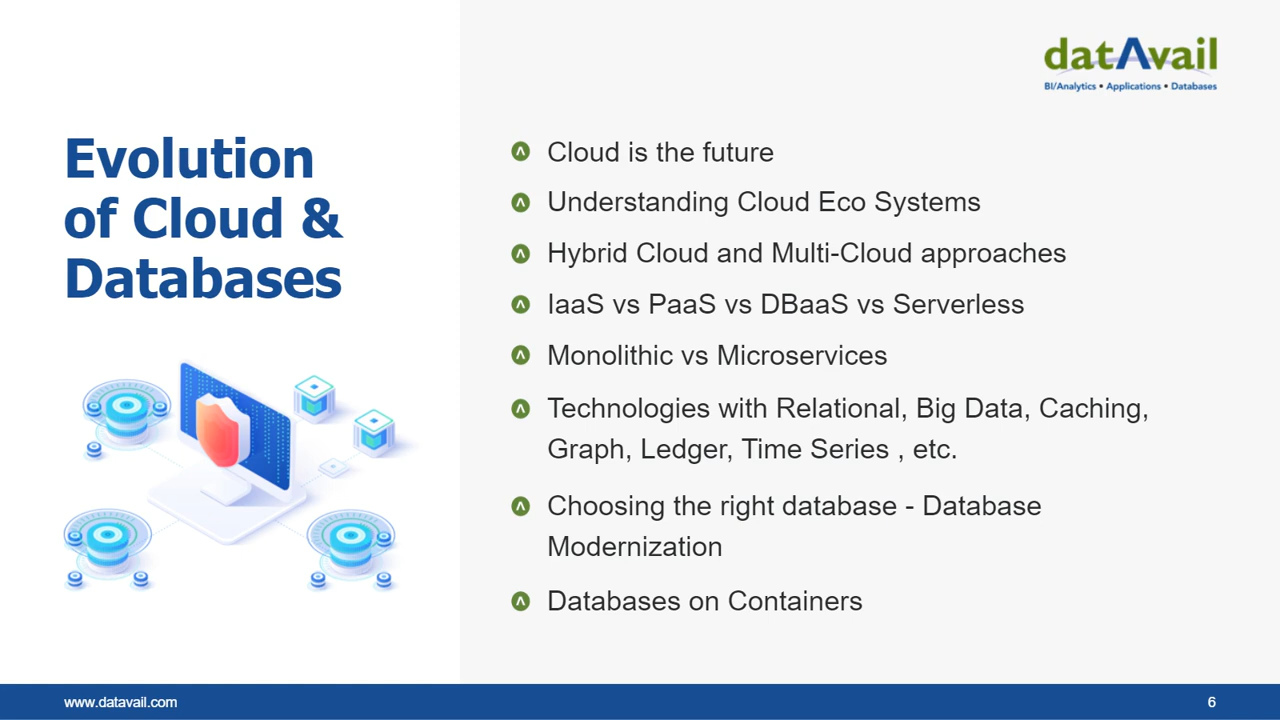 datAvail
BI/Analytics • Applications • Databases
Evolution
of Cloud &
Databases
Cloud is the future
Understanding Cloud Eco Systems
Hybrid Cloud and Multi-Cloud approaches
IaaS vs PaaS vs DBaaS vs Serverless
Monolithic vs Microservices
Technologies with Relational, Big Data, Caching,
Graph, Ledger, Time Series , etc.
Choosing the right database - Database
Modernization
Databases on Containers
www.datavail.com
6